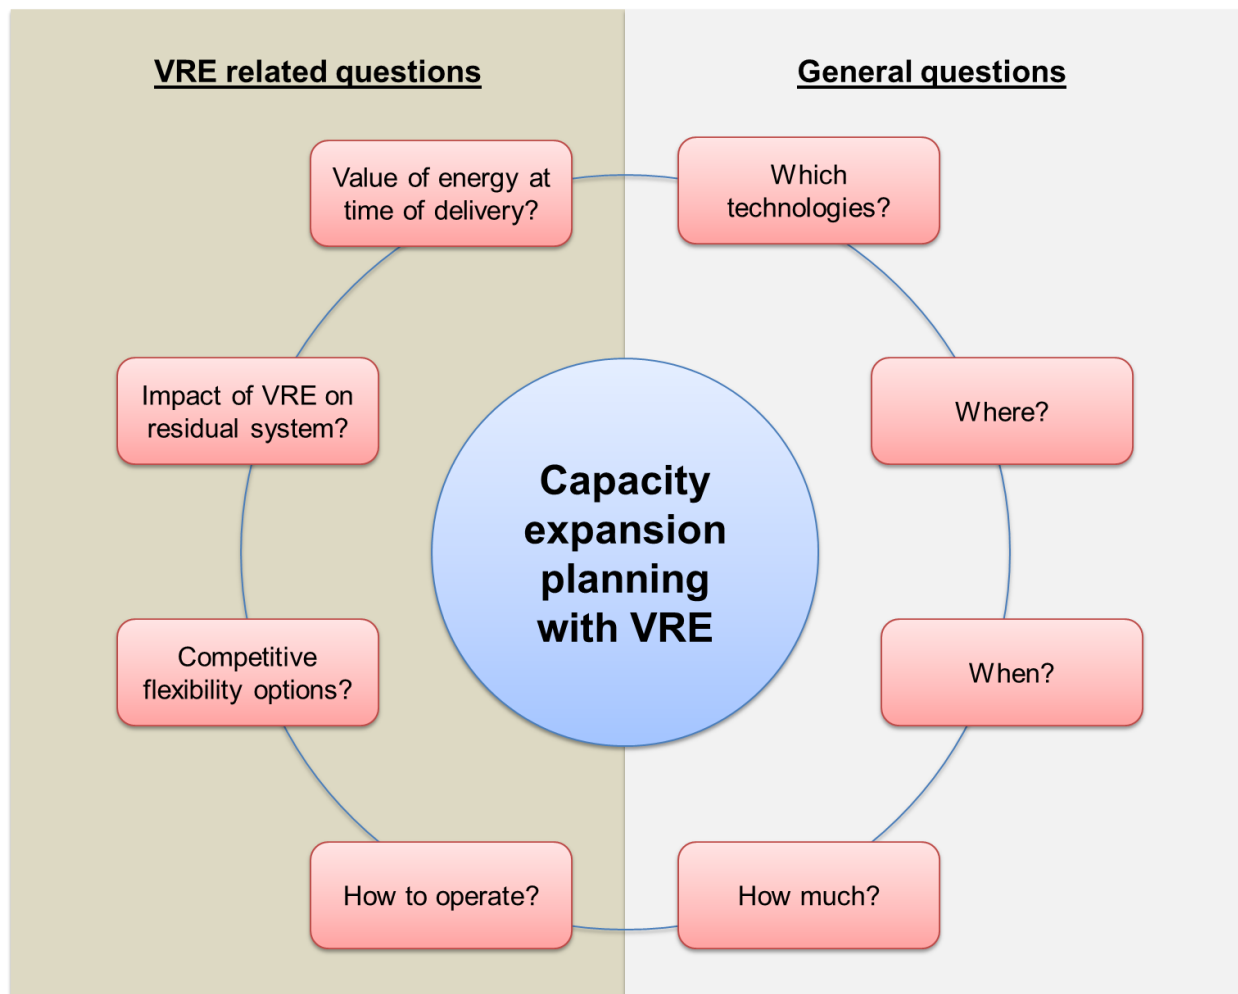 VRE related questions
General questions
Value of energy at
time of delivery?
Which
technologies?
Impact of VRE on
residual system?
Where?
Capacity
expansion
planning
with VRE
Competitive
flexibility options?
When?
How to operate?
How much?